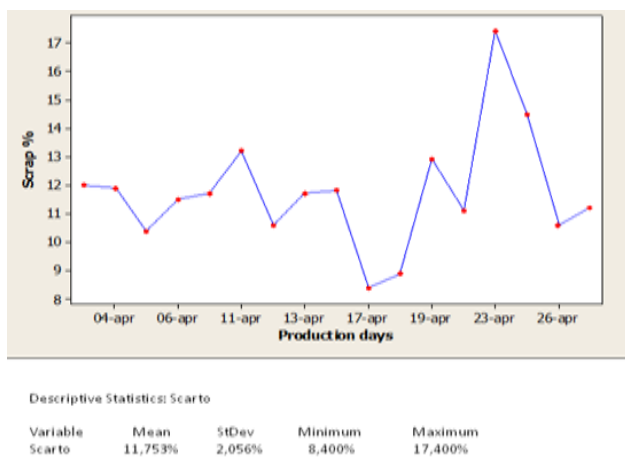 17
16
15
14
13
12
11
10
9
8
Scrap %
04-apr 06-apr 11-apr 13-apr 17-apr 19-apr 23-apr 26-apr
Production days
Descriptive Statistics: Scarto
Variable Mean StDev Minimum Maximum
Scarto 11,753% 2,056% 8,400% 17,400%